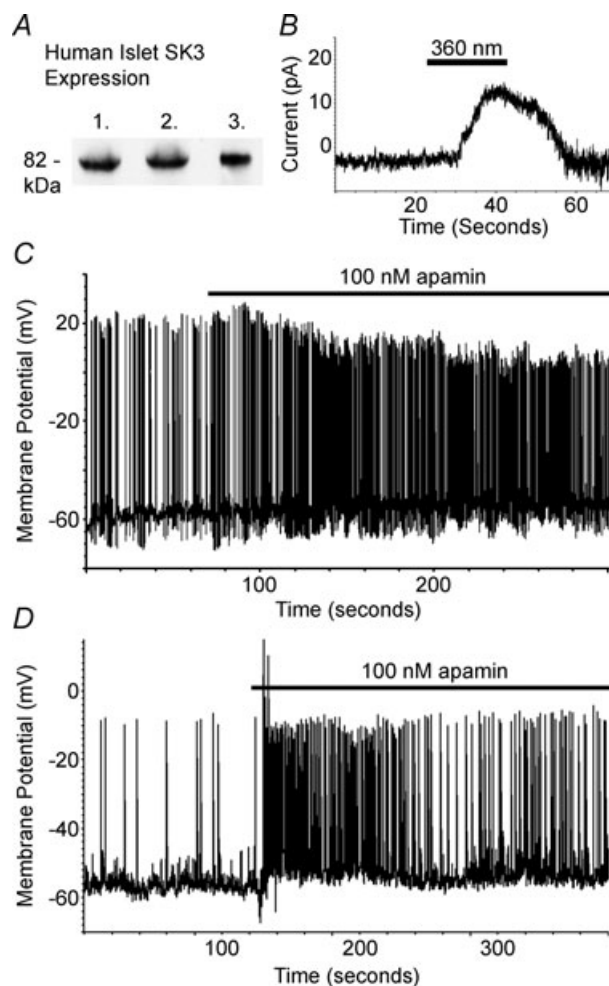 A
Human Islet SK3
Expression
1. 2. 3.
82 -
kDa
B
360 nm
Current (pA)
20
10
0
20 40 60
Time (Seconds)
C
100 nM apamin
Membrane Potential (mV)
20
-20
-60
100 200
Time (seconds)
D
100 nM apamin
Membrane Potential (mV)
0
-20
-40
-60
100 200 300
Time (seconds)